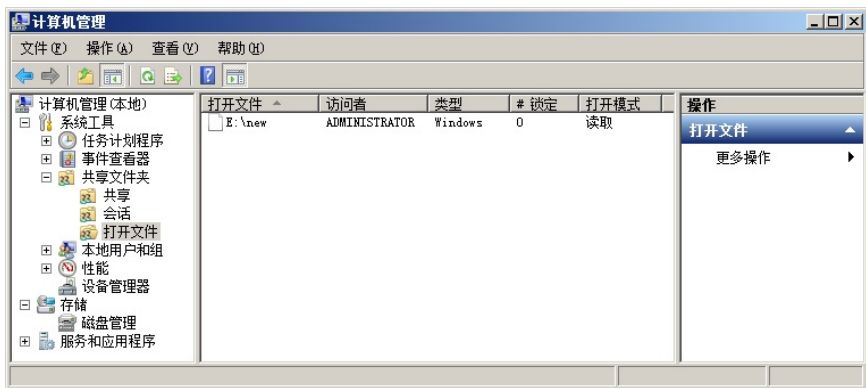 计算机管理
文件(F) 操作(A) 查看(V) 帮助(H)
计算机管理(本地)
系统工具
任务计划程序
事件查看器
共享文件夹
共享
会话
打开文件
本地用户和组
性能
设备管理器
存储
磁盘管理
服务和应用程序
打开文件 访问者 类型 # 锁定 打开模式
E:\new ADMINISTRATOR Windows 0 读取
操作
打开文件
更多操作